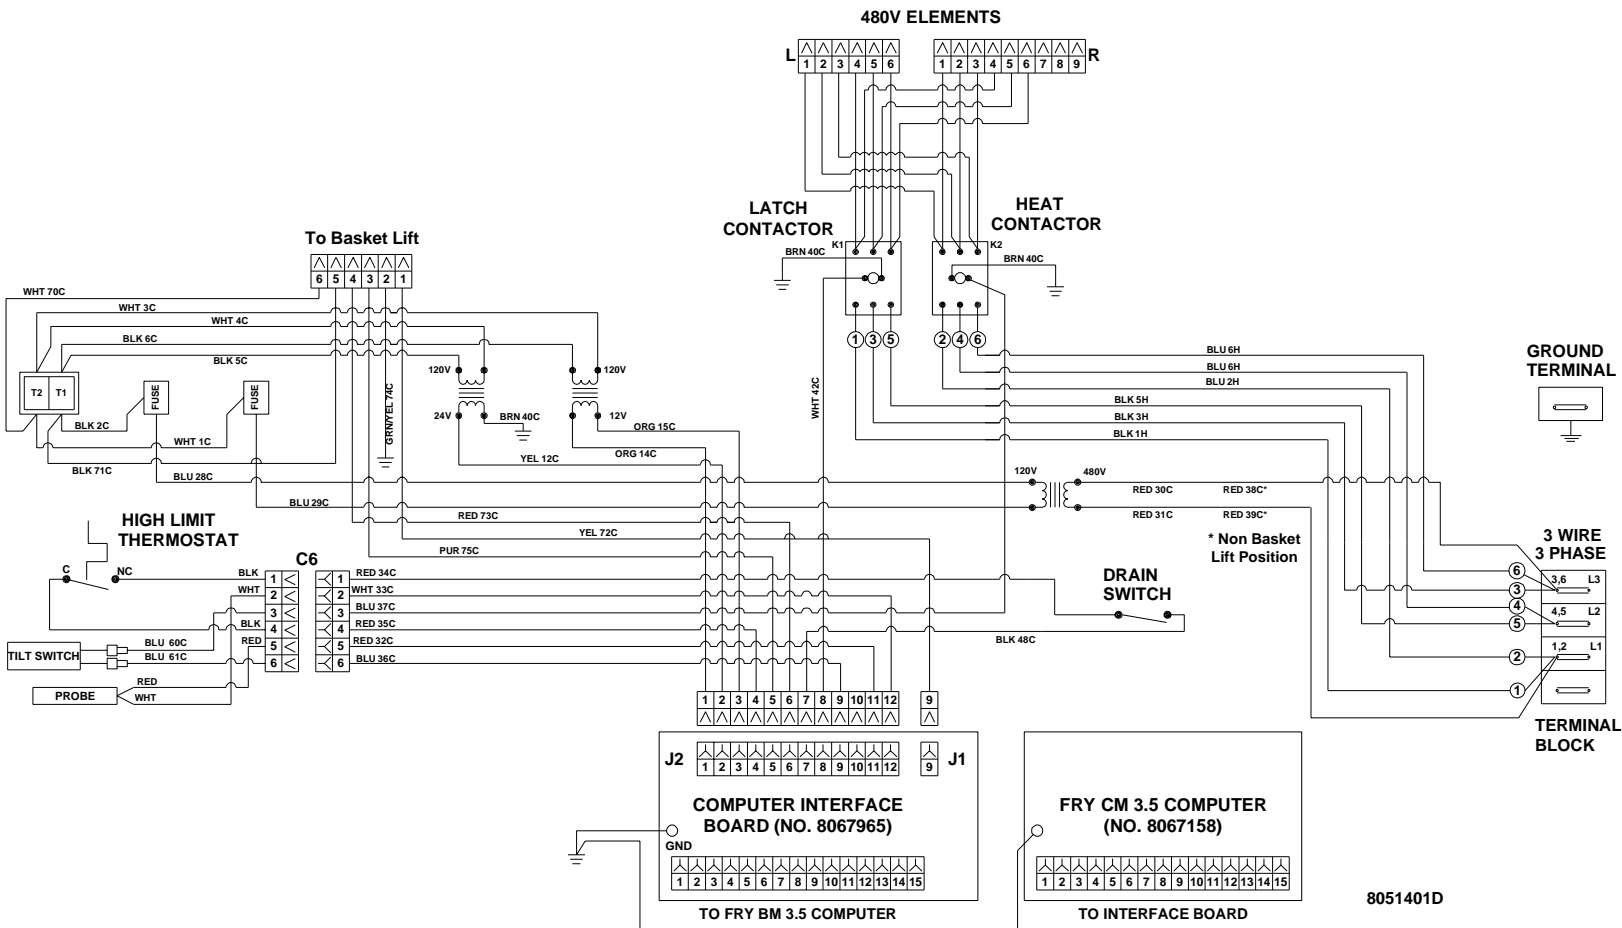 480V ELEMENTS
L
1 2 3 4 5 6
1 2 3 4 5 6 7 8 9
R
LATCH
CONTACTOR
HEAT
CONTACTOR
K1
K2
BRN 40C
BRN 40C
To Basket Lift
6 5 4 3 2 1
WHT 70C
WHT 3C
WHT 4C
BLK 6C
BLK 5C
T2 T1
FUSE
FUSE
BLK 2C
WHT 1C
BLK 71C
BLU 28C
BLU 29C
120V
24V
BRN 40C
120V
12V
GRN/YEL 74C
ORG 15C
ORG 14C
YEL 12C
RED 73C
YEL 72C
PUR 75C
WHT 42C
1 3 5
2 4 6
BLU 6H
BLU 6H
BLU 2H
BLK 5H
BLK 3H
BLK 1H
GROUND
TERMINAL
120V
480V
RED 30C
RED 38C*
RED 31C
RED 39C*
* Non Basket
Lift Position
3 WIRE
3 PHASE
6
3
4
5
2
1
3,6 L3
4,5 L2
1,2 L1
TERMINAL
BLOCK
HIGH LIMIT
THERMOSTAT
C
NC
C6
BLK
WHT
BLK
RED
1
2
3
4
5
6
1
2
3
4
5
6
RED 34C
WHT 33C
BLU 37C
RED 35C
RED 32C
BLU 36C
TILT SWITCH
BLU 60C
BLU 61C
PROBE
RED
WHT
DRAIN
SWITCH
BLK 48C
1 2 3 4 5 6 7 8 9 10 11 12
9
J2
1 2 3 4 5 6 7 8 9 10 11 12
9
J1
COMPUTER INTERFACE
BOARD (NO. 8067965)
GND
1 2 3 4 5 6 7 8 9 10 11 12 13 14 15
TO FRY BM 3.5 COMPUTER
FRY CM 3.5 COMPUTER
(NO. 8067158)
1 2 3 4 5 6 7 8 9 10 11 12 13 14 15
TO INTERFACE BOARD
8051401D